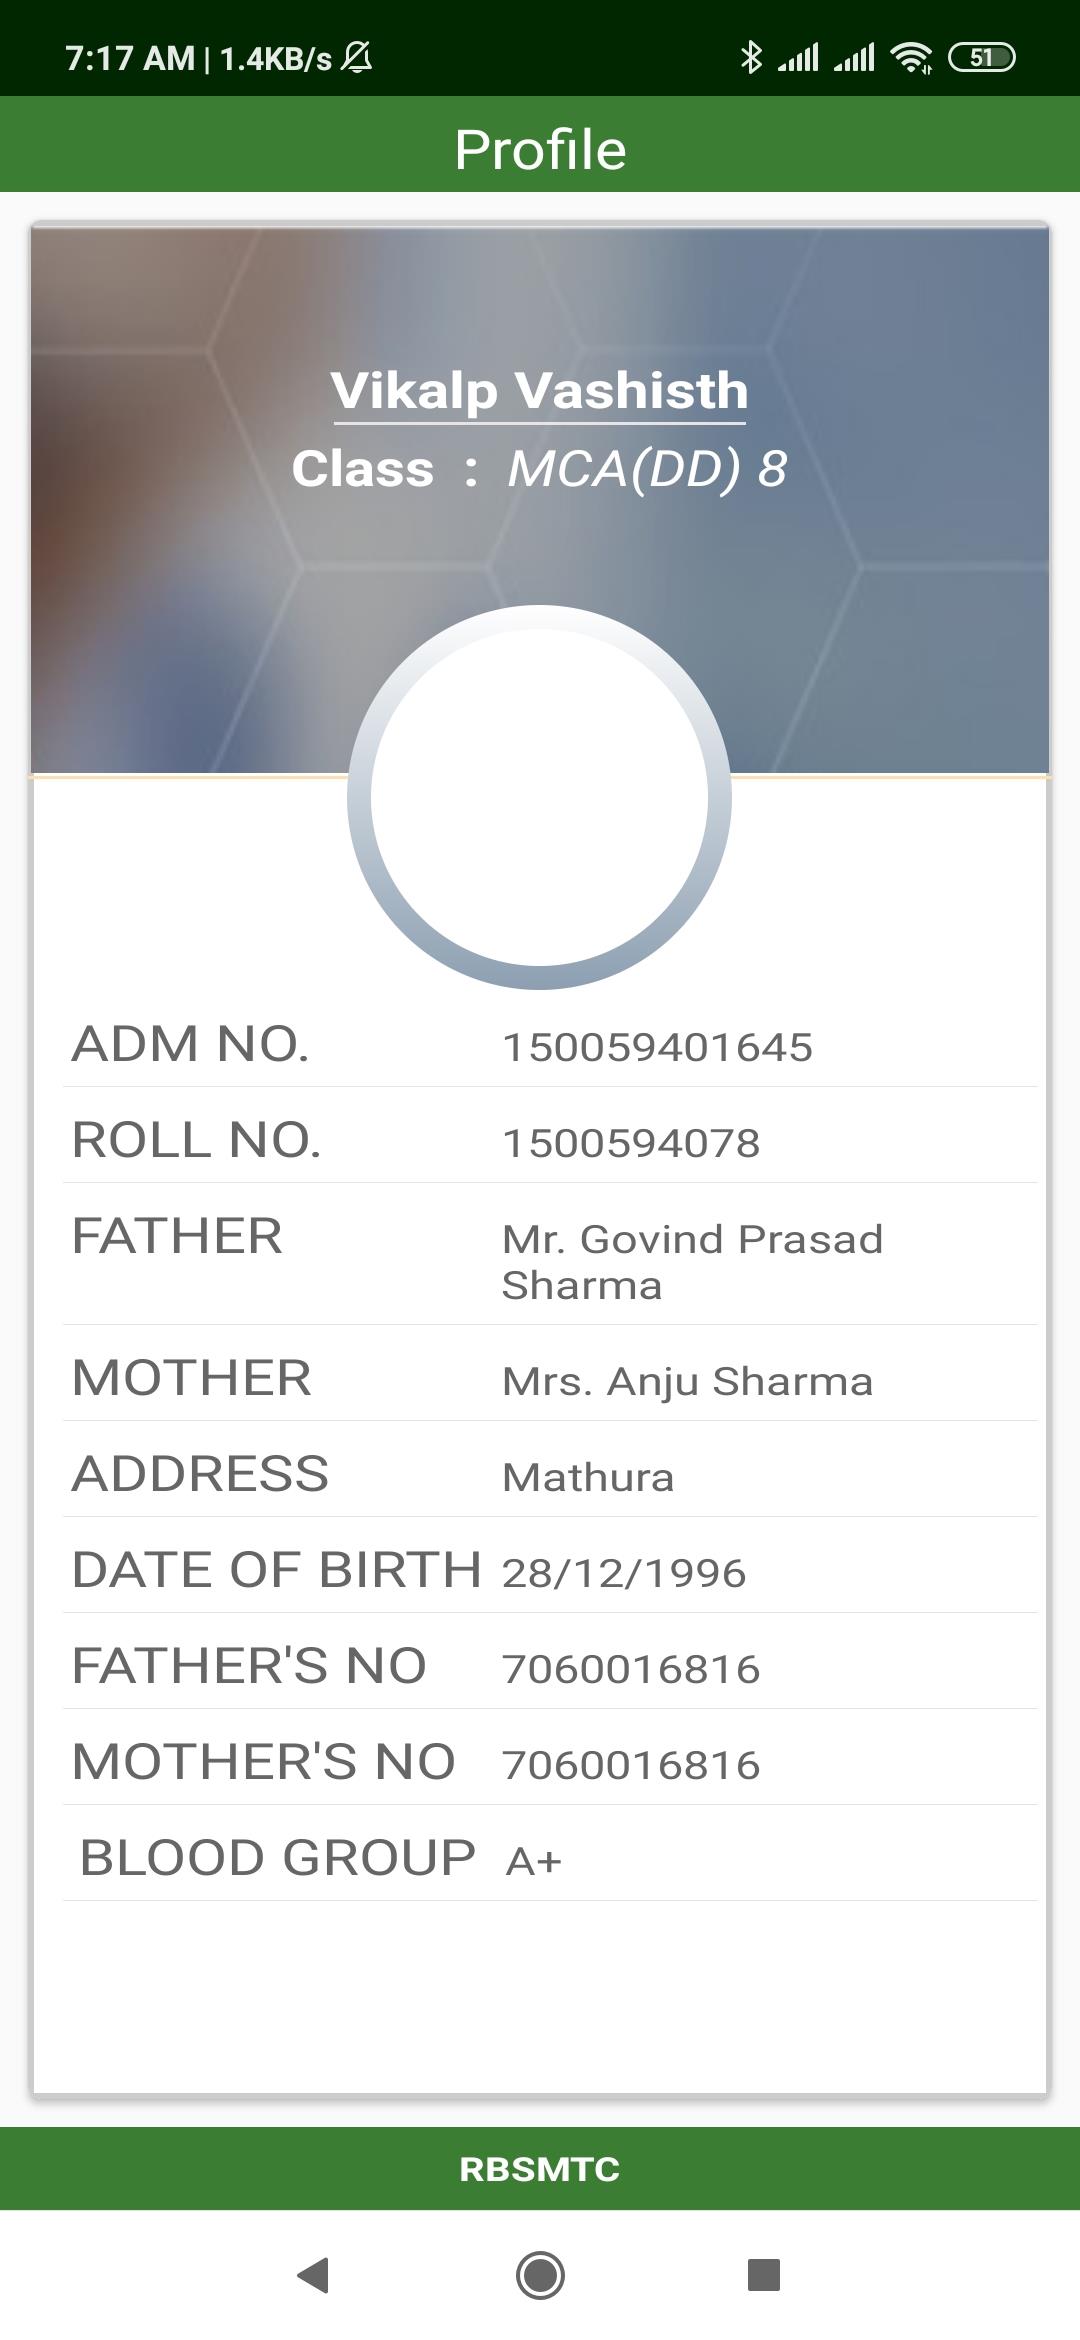 7:17 AM | 1.4KB/s 51
Profile
Vikalp Vashisth
Class : MCA(DD) 8
ADM NO. 150059401645
ROLL NO. 1500594078
FATHER Mr. Govind Prasad
Sharma
MOTHER Mrs. Anju Sharma
ADDRESS Mathura
DATE OF BIRTH 28/12/1996
FATHER'S NO 7060016816
MOTHER'S NO 7060016816
BLOOD GROUP A+
RBSMTC